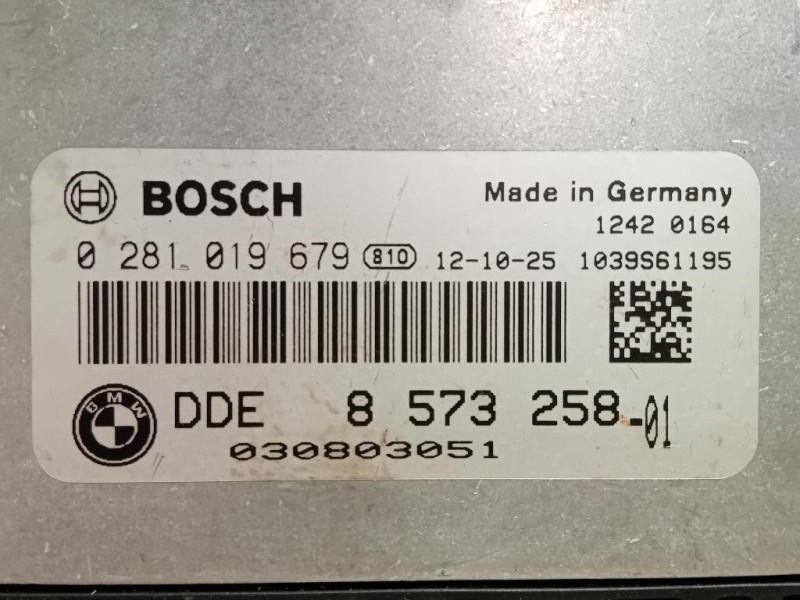 BOSCH
Made in Germany
1242 0164
0 281 019 679 810 12-10-25 1039S61195
BMW
DDE 8 573 258-01
030803051